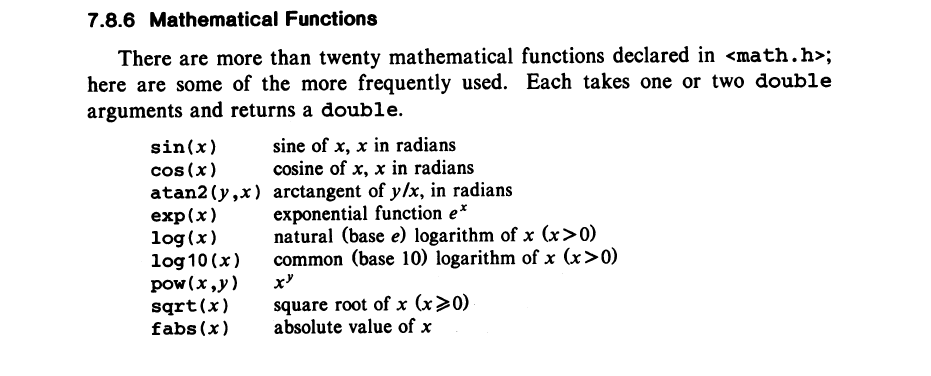 7.8.6 Mathematical Functions
There are more than twenty mathematical functions declared in <math.h>;
here are some of the more frequently used. Each takes one or two double
arguments and returns a double.
sin(x) sine of x, x in radians
cos(x) cosine of x, x in radians
atan2(y,x) arctangent of y/x, in radians
exp(x) exponential function eˣ
log(x) natural (base e) logarithm of x (x>0)
log10(x) common (base 10) logarithm of x (x>0)
pow(x,y) xʸ
sqrt(x) square root of x (x⩾0)
fabs(x) absolute value of x